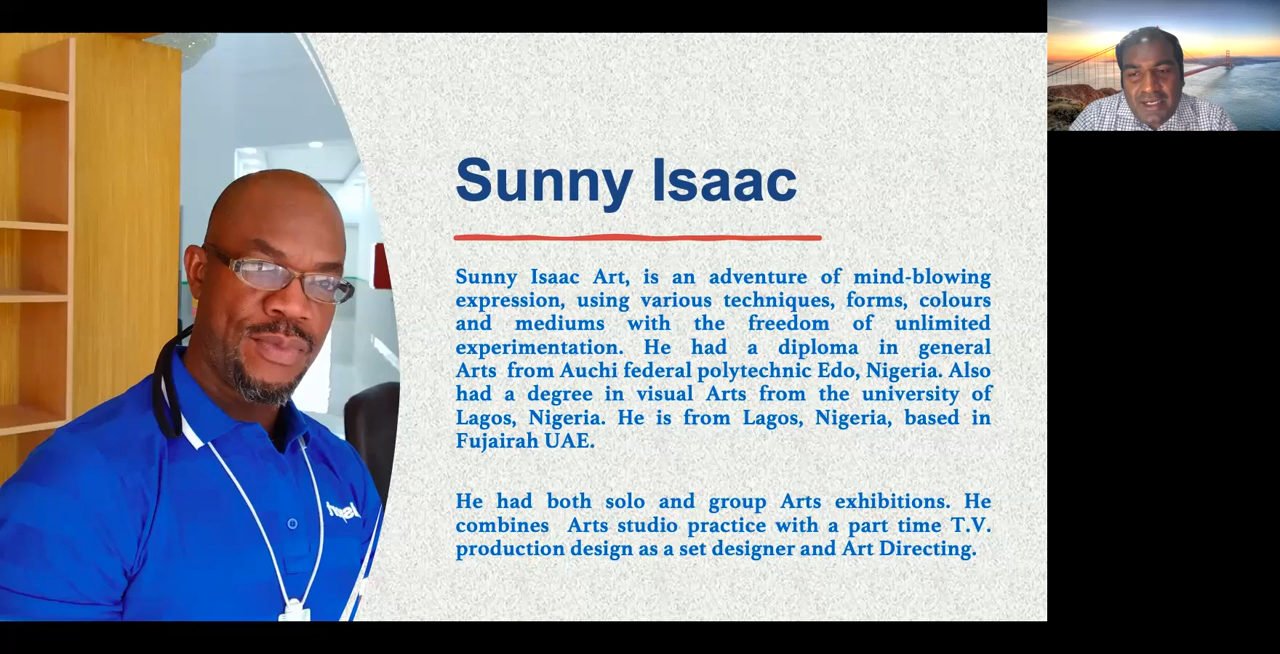 Sunny Isaac
Sunny Isaac Art, is an adventure of mind-blowing
expression, using various techniques, forms, colours
and mediums with the freedom of unlimited
experimentation. He had a diploma in general
Arts from Auchi federal polytechnic Edo, Nigeria. Also
had a degree in visual Arts from the university of
Lagos, Nigeria. He is from Lagos, Nigeria, based in
Fujairah UAE.
He had both solo and group Arts exhibitions. He
combines Arts studio practice with a part time T.V.
production design as a set designer and Art Directing.